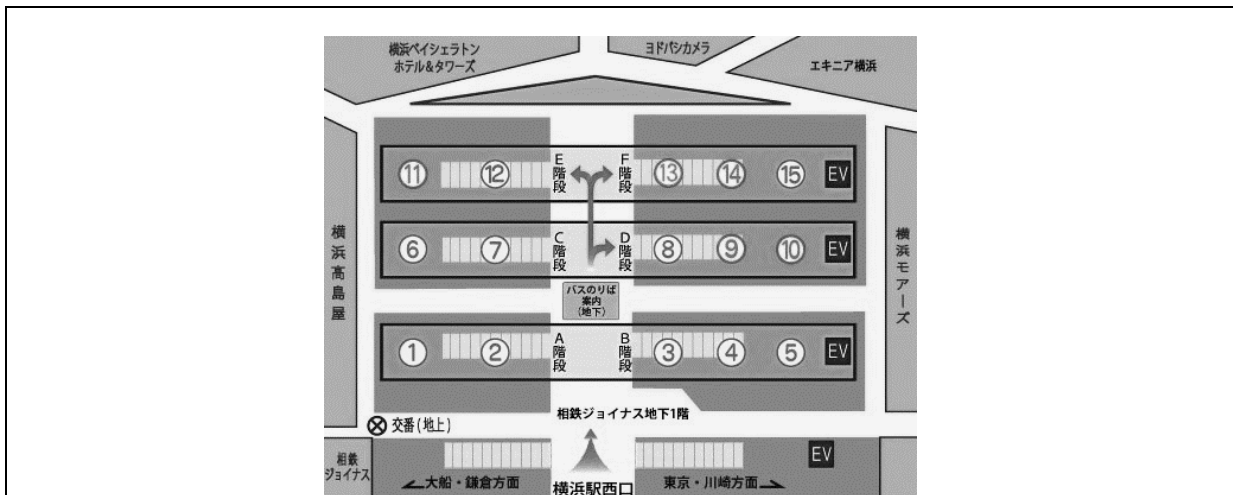 横浜ベイシェラトン
ホテル&タワーズ
ヨドバシカメラ
エキニア横浜
⑪
⑫
E階段
F階段
⑬
⑭
⑮
EV
横浜高島屋
⑥
⑦
C階段
D階段
⑧
⑨
⑩
EV
横浜モアーズ
バスのりば
案内
(地下)
①
②
A階段
B階段
③
④
⑤
EV
相鉄ジョイナス地下1階
交番(地上)
相鉄
ジョイナス
EV
大船・鎌倉方面
横浜駅西口
東京・川崎方面